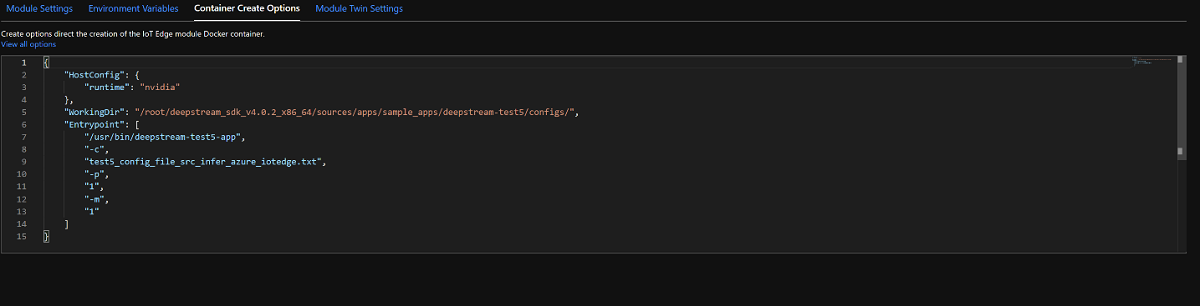 Module Settings Environment Variables Container Create Options Module Twin Settings
Create options direct the creation of the IoT Edge module Docker container.
View all options
1 {
2 "HostConfig": {
3 "runtime": "nvidia"
4 },
5 "WorkingDir": "/root/deepstream_sdk_v4.0.2_x86_64/sources/apps/sample_apps/deepstream-test5/configs/",
6 "Entrypoint": [
7 "/usr/bin/deepstream-test5-app",
8 "-c",
9 "test5_config_file_src_infer_azure_iotedge.txt",
10 "-p",
11 "1",
12 "-m",
13 "1"
14 ]
15 }